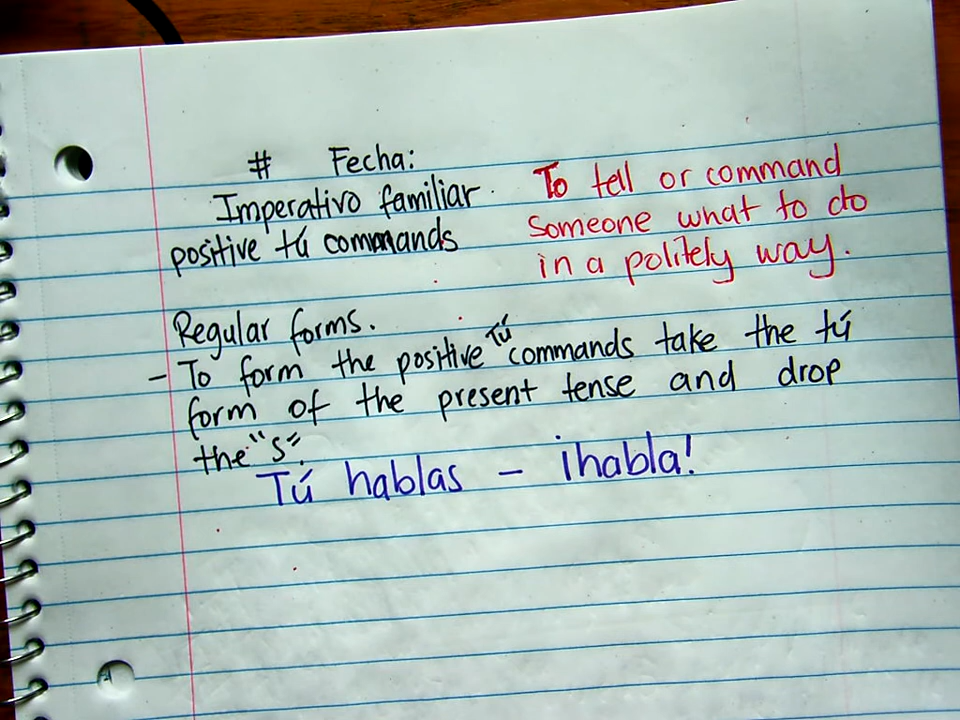 # Fecha:
Imperativo familiar
positive tú commands
To tell or command
someone what to do
in a politely way.
Regular forms.
- To form the positive Tú commands take the tú
form of the present tense and drop
the "s".
Tú hablas - ¡habla!